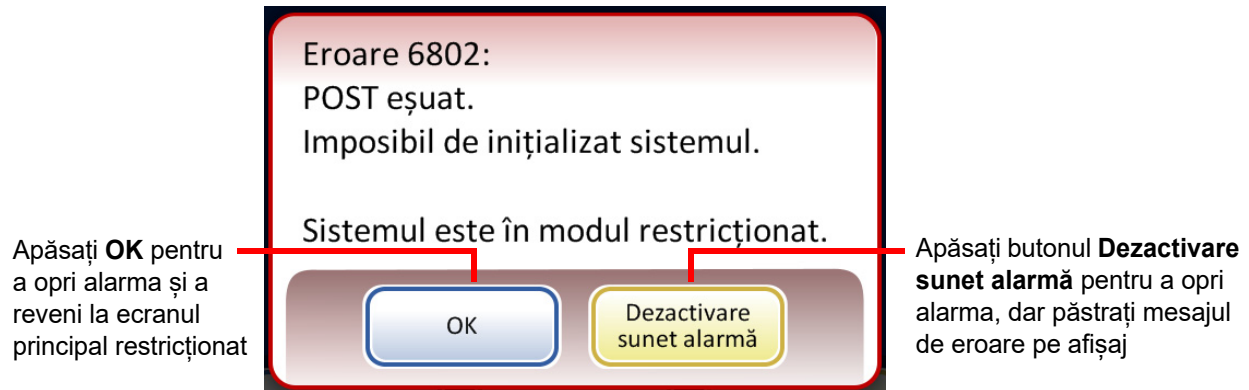 Eroare 6802:
POST eșuat.
Imposibil de inițializat sistemul.
Sistemul este în modul restricționat.
OK
Dezactivare
sunet alarmă
Apăsați OK pentru
a opri alarma și a
reveni la ecranul
principal restricționat
Apăsați butonul Dezactivare
sunet alarmă pentru a opri
alarma, dar păstrați mesajul
de eroare pe afișaj